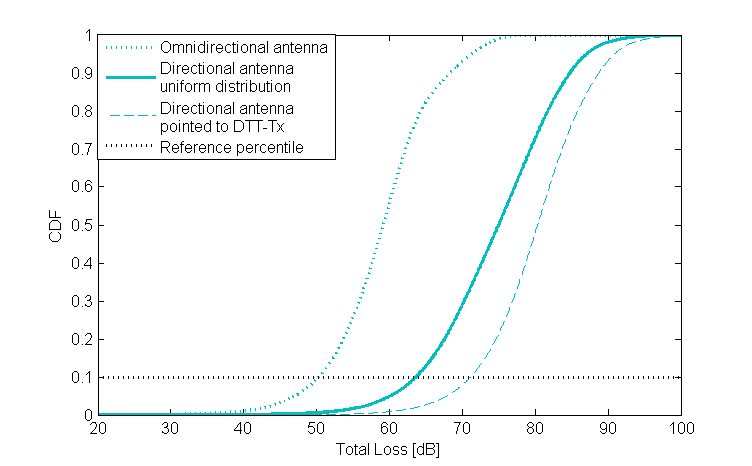 1
0.9
0.8
0.7
0.6
0.5
0.4
0.3
0.2
0.1
0
CDF
Omnidirectional antenna
Directional antenna
uniform distribution
Directional antenna
pointed to DTT-Tx
Reference percentile
20 30 40 50 60 70 80 90 100
Total Loss [dB]